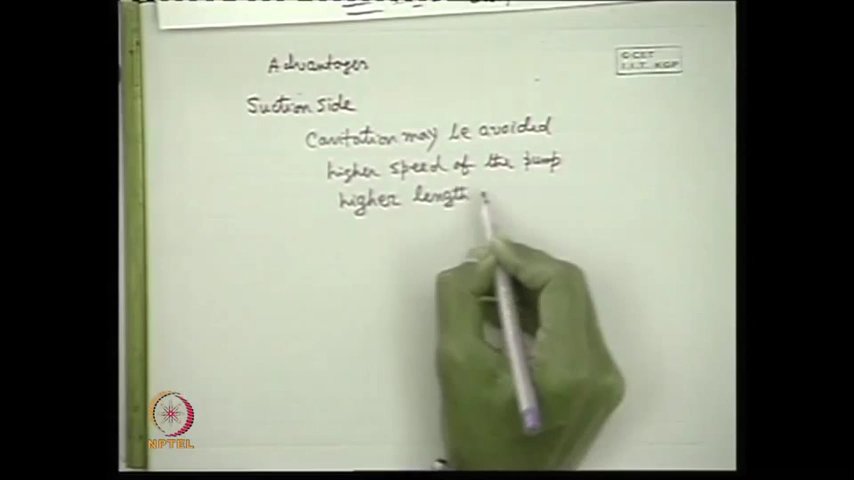 Advantages
© CET
I.I.T. KGP
Suction side
Cavitation may be avoided
higher speed of the pump
higher length
NPTEL